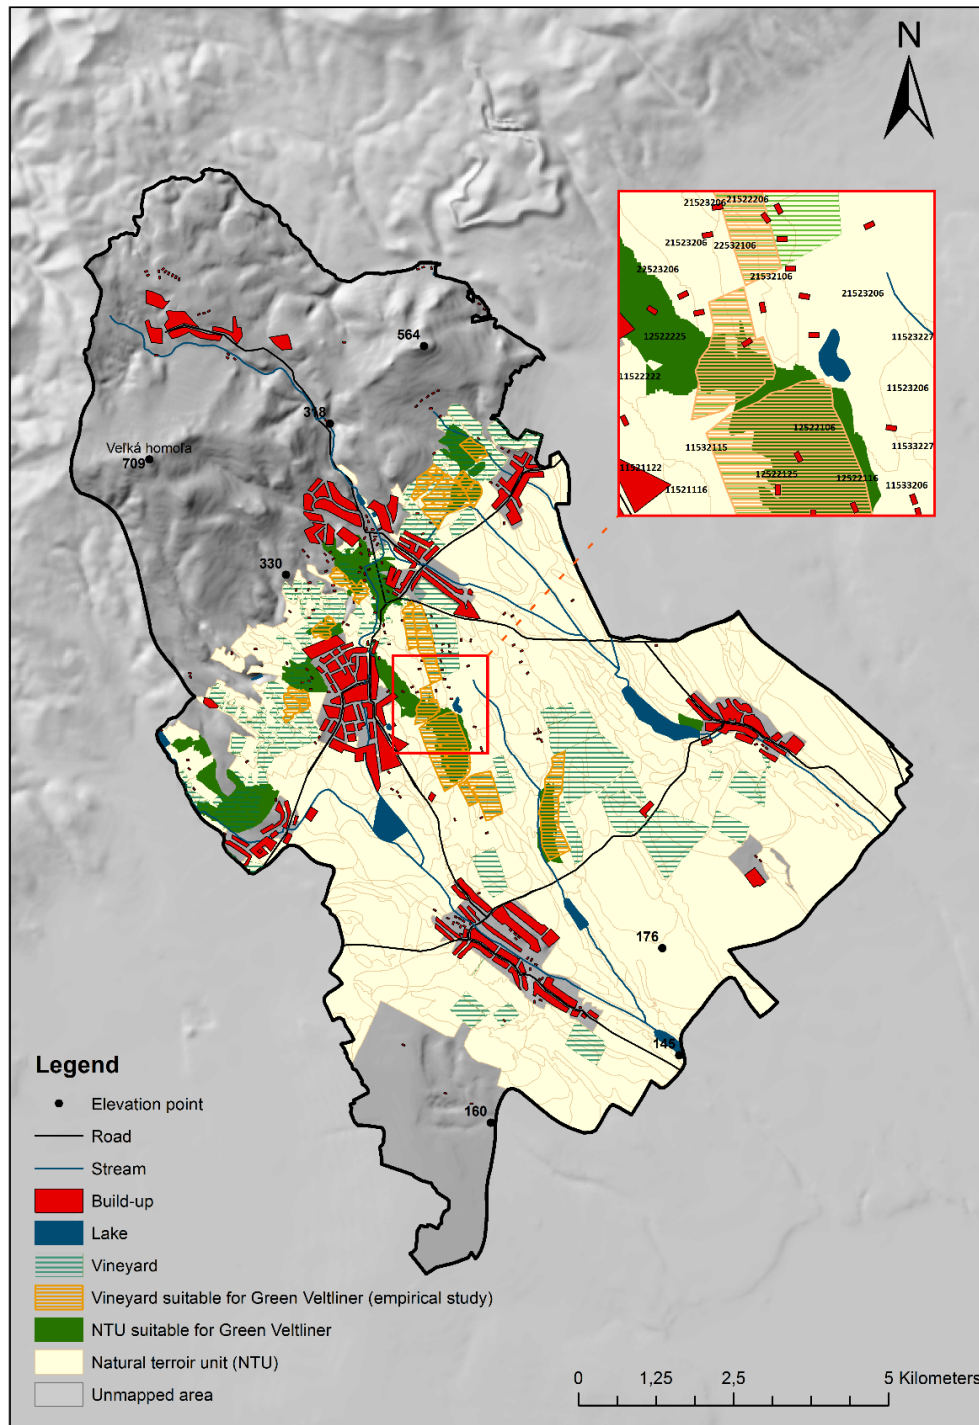 N
21523206
21522206
21523206
22532106
22523206
21532106
21523206
12522225
11523227
11522222
11523206
12522106
11532115
11533227
11521122
12522125
12522116
11533206
11521116
564
318
Veľká homoľa
709
330
176
145
160
Legend
Elevation point
Road
Stream
Build-up
Lake
Vineyard
Vineyard suitable for Green Veltliner (empirical study)
NTU suitable for Green Veltliner
Natural terroir unit (NTU)
Unmapped area
0 1,25 2,5 5 Kilometers